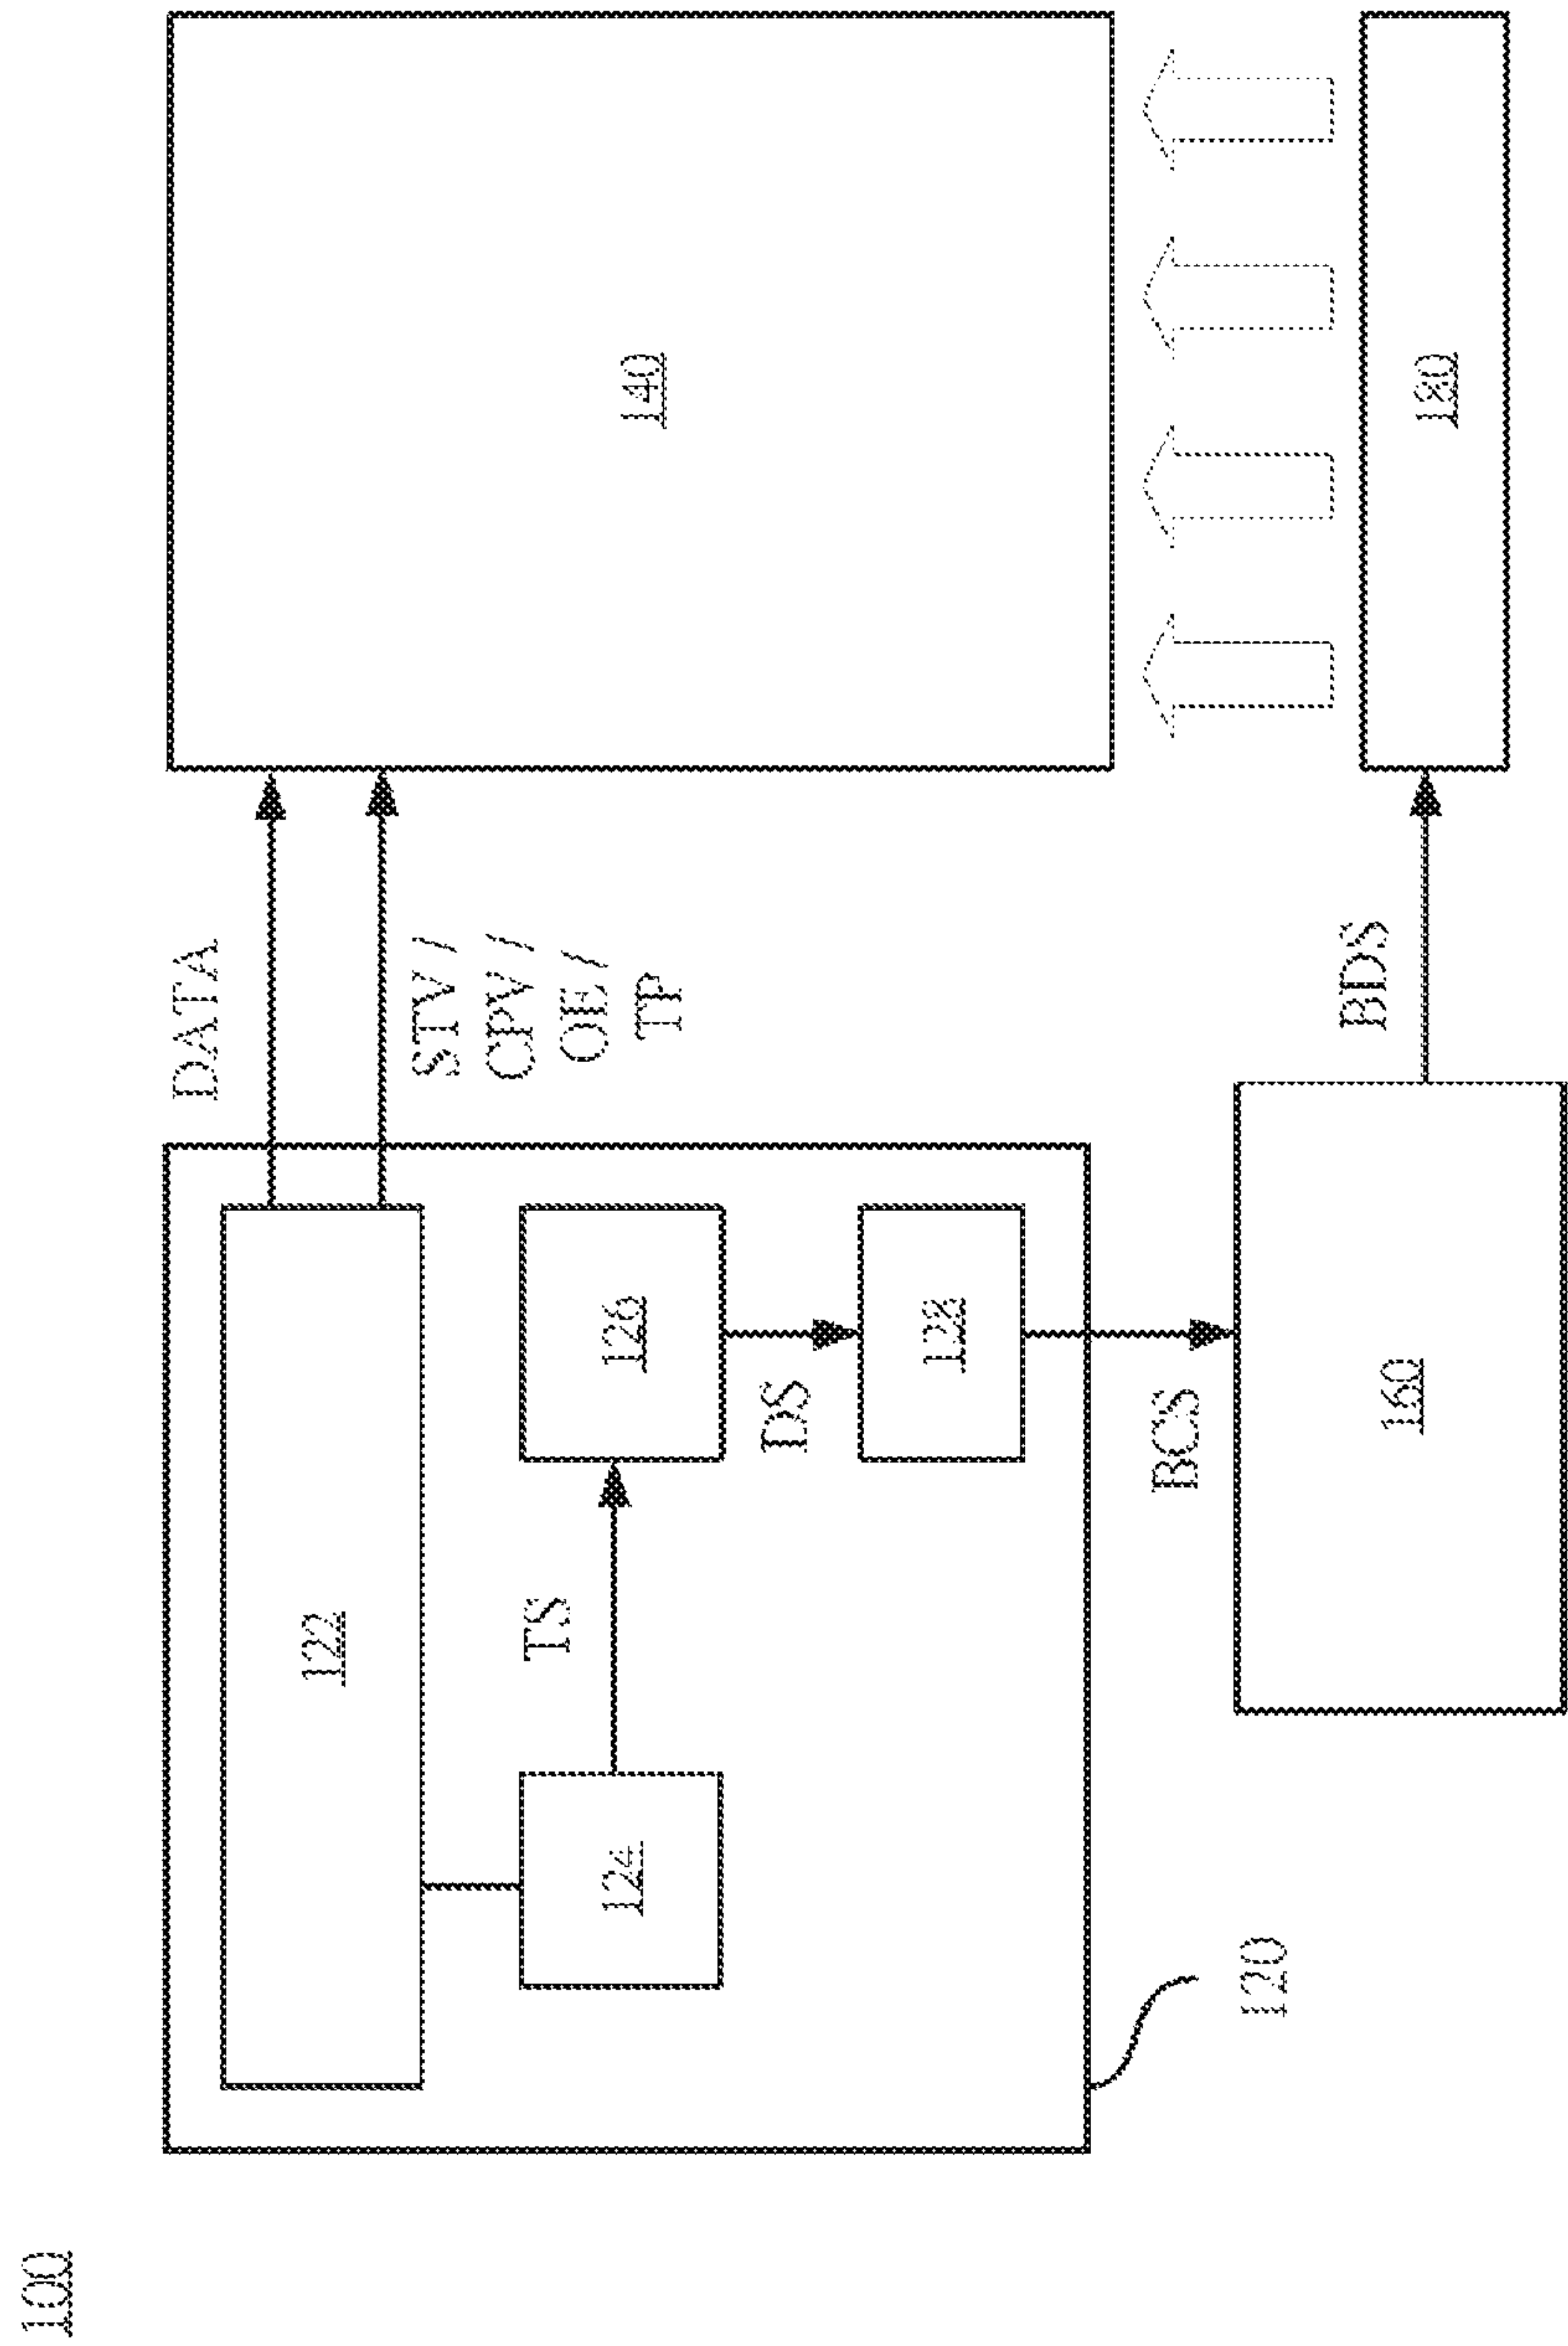 100
122
DATA
STV /
CPV /
OE /
TP
140
124
TS
126
DS
128
BCS
120
160
BDS
180